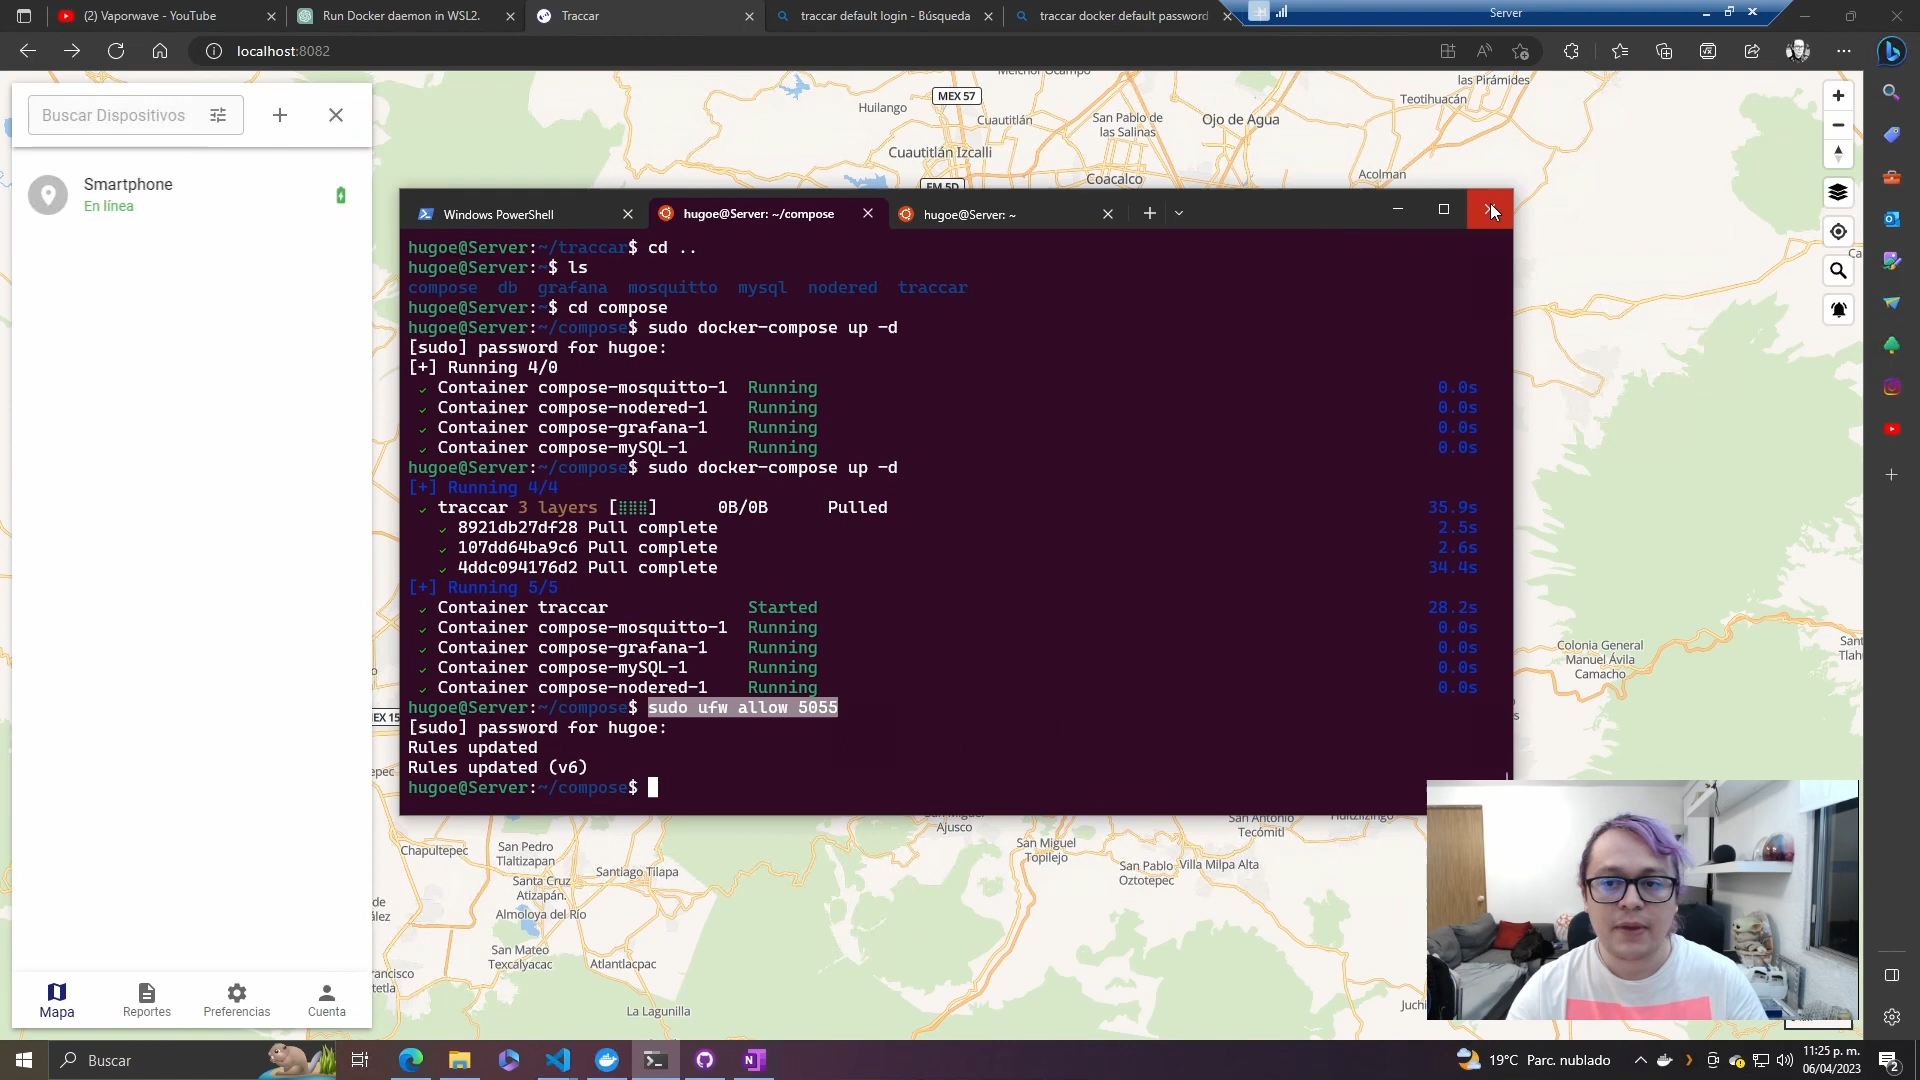 (2) Vaporwave - YouTube
Run Docker daemon in WSL2.
Traccar
traccar default login - Búsqueda
traccar docker default password
Server
localhost:8082
Buscar Dispositivos
Smartphone
En línea
Mapa
Reportes
Preferencias
Cuenta
Melchor Ocampo
Huilango
MEX 57
Cuautitlán
San Pablo de
las Salinas
Ojo de Agua
las Pirámides
Teotihuacán
Cuautitlán Izcalli
Coacalco
Acolman
Windows PowerShell
hugoe@Server: ~/compose
hugoe@Server: ~
hugoe@Server:~/traccar$ cd ..
hugoe@Server:~$ ls
compose db grafana mosquitto mysql nodered traccar
hugoe@Server:~$ cd compose
hugoe@Server:~/compose$ sudo docker-compose up -d
[sudo] password for hugoe:
[+] Running 4/0
✓ Container compose-mosquitto-1 Running 0.0s
✓ Container compose-nodered-1 Running 0.0s
✓ Container compose-grafana-1 Running 0.0s
✓ Container compose-mySQL-1 Running 0.0s
hugoe@Server:~/compose$ sudo docker-compose up -d
[+] Running 4/4
✓ traccar 3 layers [⣿⣿⣿] 0B/0B Pulled 35.9s
✓ 8921db27df28 Pull complete 2.5s
✓ 107dd64ba9c6 Pull complete 2.6s
✓ 4ddc094176d2 Pull complete 34.4s
[+] Running 5/5
✓ Container traccar Started 28.2s
✓ Container compose-mosquitto-1 Running 0.0s
✓ Container compose-grafana-1 Running 0.0s
✓ Container compose-mySQL-1 Running 0.0s
✓ Container compose-nodered-1 Running 0.0s
hugoe@Server:~/compose$ sudo ufw allow 5055
[sudo] password for hugoe:
Rules updated
Rules updated (v6)
hugoe@Server:~/compose$
Colonia General
Manuel Ávila
Camacho
Sant
Tlah
EX 15
epec
Chapultepec
San Pedro
Tlaltizapan
Santa Cruz
Atizapán.
Santiago Tilapa
Almoloya del Río
San Mateo
Texcalyacac
Atlantlacpac
La Lagunilla
Ajusco
San Miguel
Topilejo
San Pablo
Oztotepec
Villa Milpa Alta
San Antonio
Tecómitl
Juchi
Buscar
19°C Parc. nublado
11:25 p. m.
06/04/2023
2